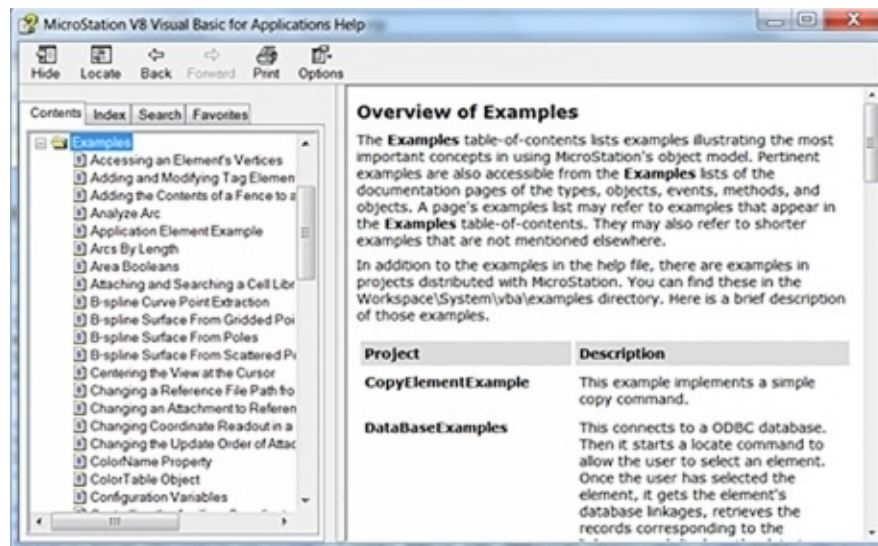 MicroStation V8 Visual Basic for Applications Help
Hide Locate Back Forward Print Options
Contents Index Search Favorites
Examples
Accessing an Element's Vertices
Adding and Modifying Tag Elemen
Adding the Contents of a Fence to a
Analyze Arc
Application Element Example
Arcs By Length
Area Booleans
Attaching and Searching a Cell Libr
B-spline Curve Point Extraction
B-spline Surface From Gridded Poi
B-spline Surface From Poles
B-spline Surface From Scattered Po
Centering the View at the Cursor
Changing a Reference File Path fro
Changing an Attachment to Referen
Changing Coordinate Readout in a
Changing the Update Order of Attac
ColorName Property
ColorTable Object
Configuration Variables
Overview of Examples
The Examples table-of-contents lists examples illustrating the most
important concepts in using MicroStation's object model. Pertinent
examples are also accessible from the Examples lists of the
documentation pages of the types, objects, events, methods, and
objects. A page's examples list may refer to examples that appear in
the Examples table-of-contents. They may also refer to shorter
examples that are not mentioned elsewhere.
In addition to the examples in the help file, there are examples in
projects distributed with MicroStation. You can find these in the
Workspace\System\vba\examples directory. Here is a brief description
of those examples.
Project Description
CopyElementExample This example implements a simple
copy command.
DataBaseExamples This connects to a ODBC database.
Then it starts a locate command to
allow the user to select an element.
Once the user has selected the
element, it gets the element's
database linkages, retrieves the
records corresponding to the